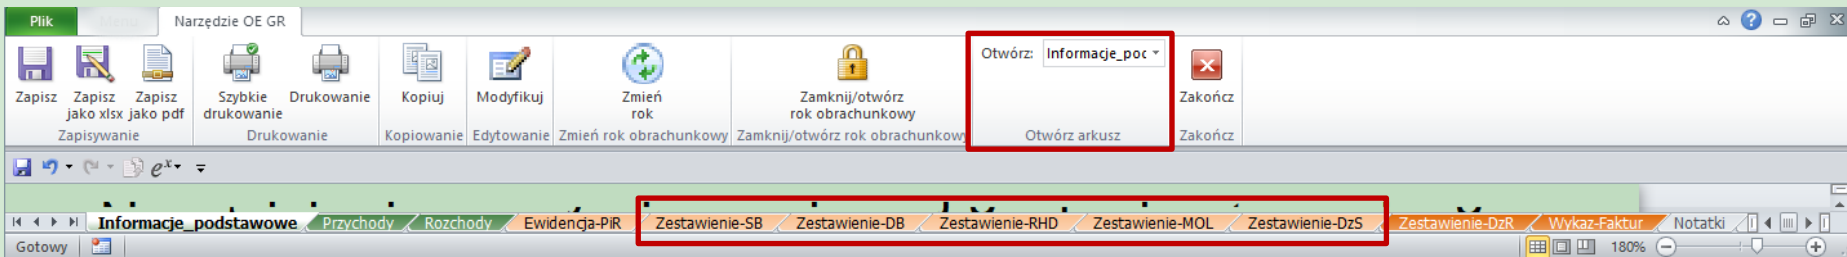 Plik Narzędzie OE GR
Otwórz: Informacje_poc
Zapisz Zapisz jako xlsx Zapisz jako pdf Szybkie drukowanie Drukowanie Kopiuj Modyfikuj Zmień rok Zamknij/otwórz rok obrachunkowy Zakończ
Zapisywanie Drukowanie Kopiowanie Edytowanie Zmień rok obrachunkowy Zamknij/otwórz rok obrachunkowy Otwórz arkusz Zakończ
eˣ
Informacje_podstawowe Przychody Rozchody Ewidencja-PiR Zestawienie-SB Zestawienie-DB Zestawienie-RHD Zestawienie-MOL Zestawienie-DzS Zestawienie-DzR Wykaz-Faktur Notatki
Gotowy 180%